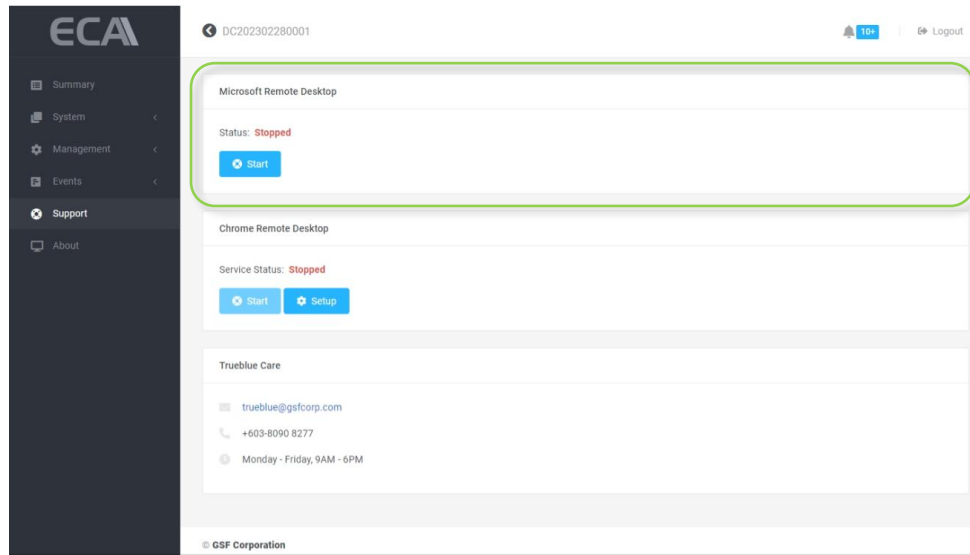 ECA
DC202302280001
10+
Logout
Summary
System
Management
Events
Support
About
Microsoft Remote Desktop
Status: Stopped
Start
Chrome Remote Desktop
Service Status: Stopped
Start Setup
Trueblue Care
trueblue@gsfcorp.com
+603-8090 8277
Monday - Friday, 9AM - 6PM
© GSF Corporation